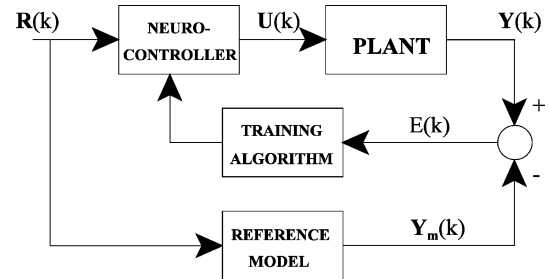 R(k)
NEURO-
CONTROLLER
U(k)
PLANT
Y(k)
+
E(k)
TRAINING
ALGORITHM
-
REFERENCE
MODEL
Yₘ(k)